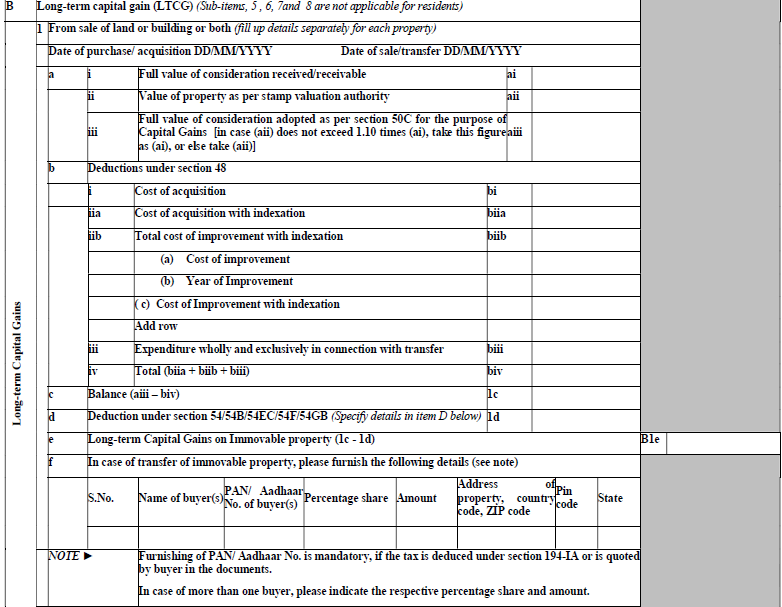 B Long-term capital gain (LTCG) (Sub-items, 5 , 6, 7and 8 are not applicable for residents)
Long-term Capital Gains
1 From sale of land or building or both (fill up details separately for each property)
Date of purchase/ acquisition DD/MM/YYYY Date of sale/transfer DD/MM/YYYY
a i Full value of consideration received/receivable ai
ii Value of property as per stamp valuation authority aii
iii Full value of consideration adopted as per section 50C for the purpose of
Capital Gains [in case (aii) does not exceed 1.10 times (ai), take this figure aiii
as (ai), or else take (aii)]
b Deductions under section 48
i Cost of acquisition bi
iia Cost of acquisition with indexation biia
iib Total cost of improvement with indexation biib
(a) Cost of improvement
(b) Year of Improvement
( c) Cost of Improvement with indexation
Add row
iii Expenditure wholly and exclusively in connection with transfer biii
iv Total (biia + biib + biii) biv
c Balance (aiii – biv) 1c
d Deduction under section 54/54B/54EC/54F/54GB (Specify details in item D below) 1d
e Long-term Capital Gains on Immovable property (1c - 1d) B1e
f In case of transfer of immovable property, please furnish the following details (see note)
S.No. Name of buyer(s) PAN/ Aadhaar No. of buyer(s) Percentage share Amount Address of property, country code, ZIP code Pin code State
NOTE ► Furnishing of PAN/ Aadhaar No. is mandatory, if the tax is deducted under section 194-IA or is quoted
by buyer in the documents.
In case of more than one buyer, please indicate the respective percentage share and amount.